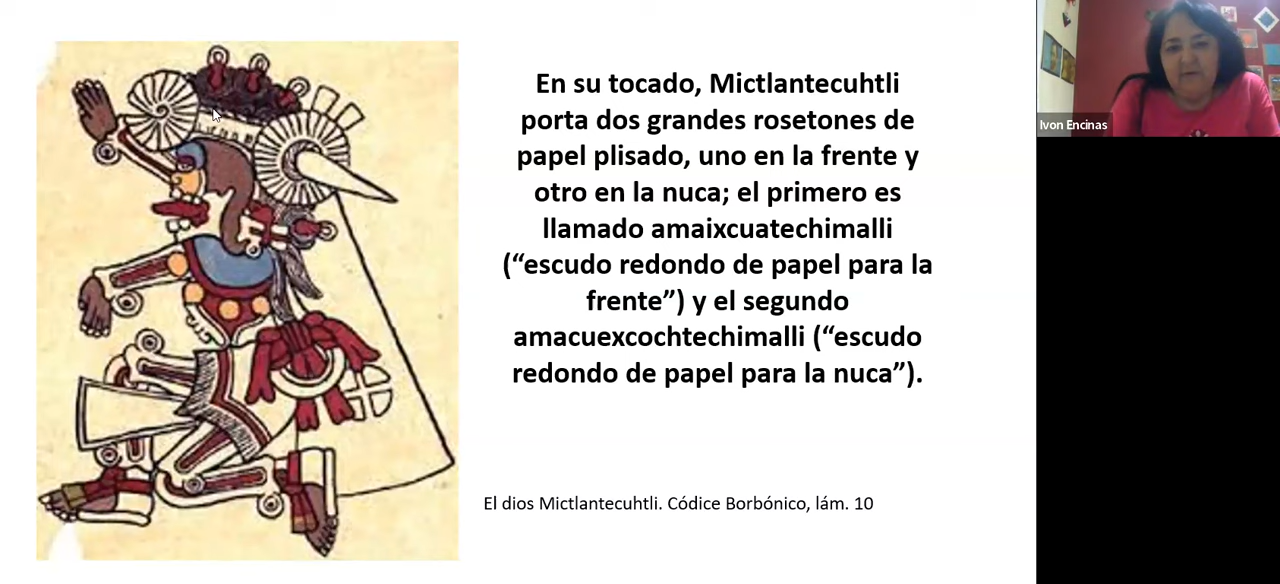 En su tocado, Mictlantecuhtli
porta dos grandes rosetones de
papel plisado, uno en la frente y
otro en la nuca; el primero es
llamado amaixcuatechimalli
(“escudo redondo de papel para la
frente”) y el segundo
amacuexcochtechimalli (“escudo
redondo de papel para la nuca”).
El dios Mictlantecuhtli. Códice Borbónico, lám. 10
Ivon Encinas